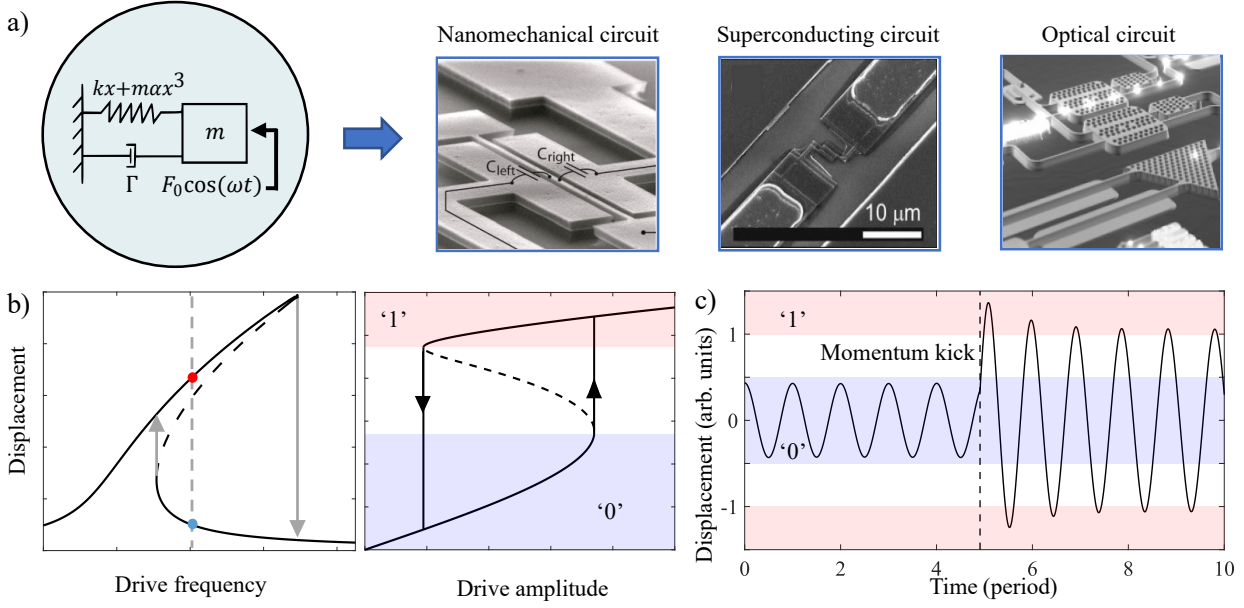 a)
Nanomechanical circuit
Superconducting circuit
Optical circuit
kx+mαx³
m
Γ
F₀cos(ωt)
C_left
C_right
10 μm
b)
Displacement
Drive frequency
'1'
'0'
Drive amplitude
c)
Displacement (arb. units)
1
0
-1
'1'
Momentum kick
'0'
0
2
4
6
8
10
Time (period)